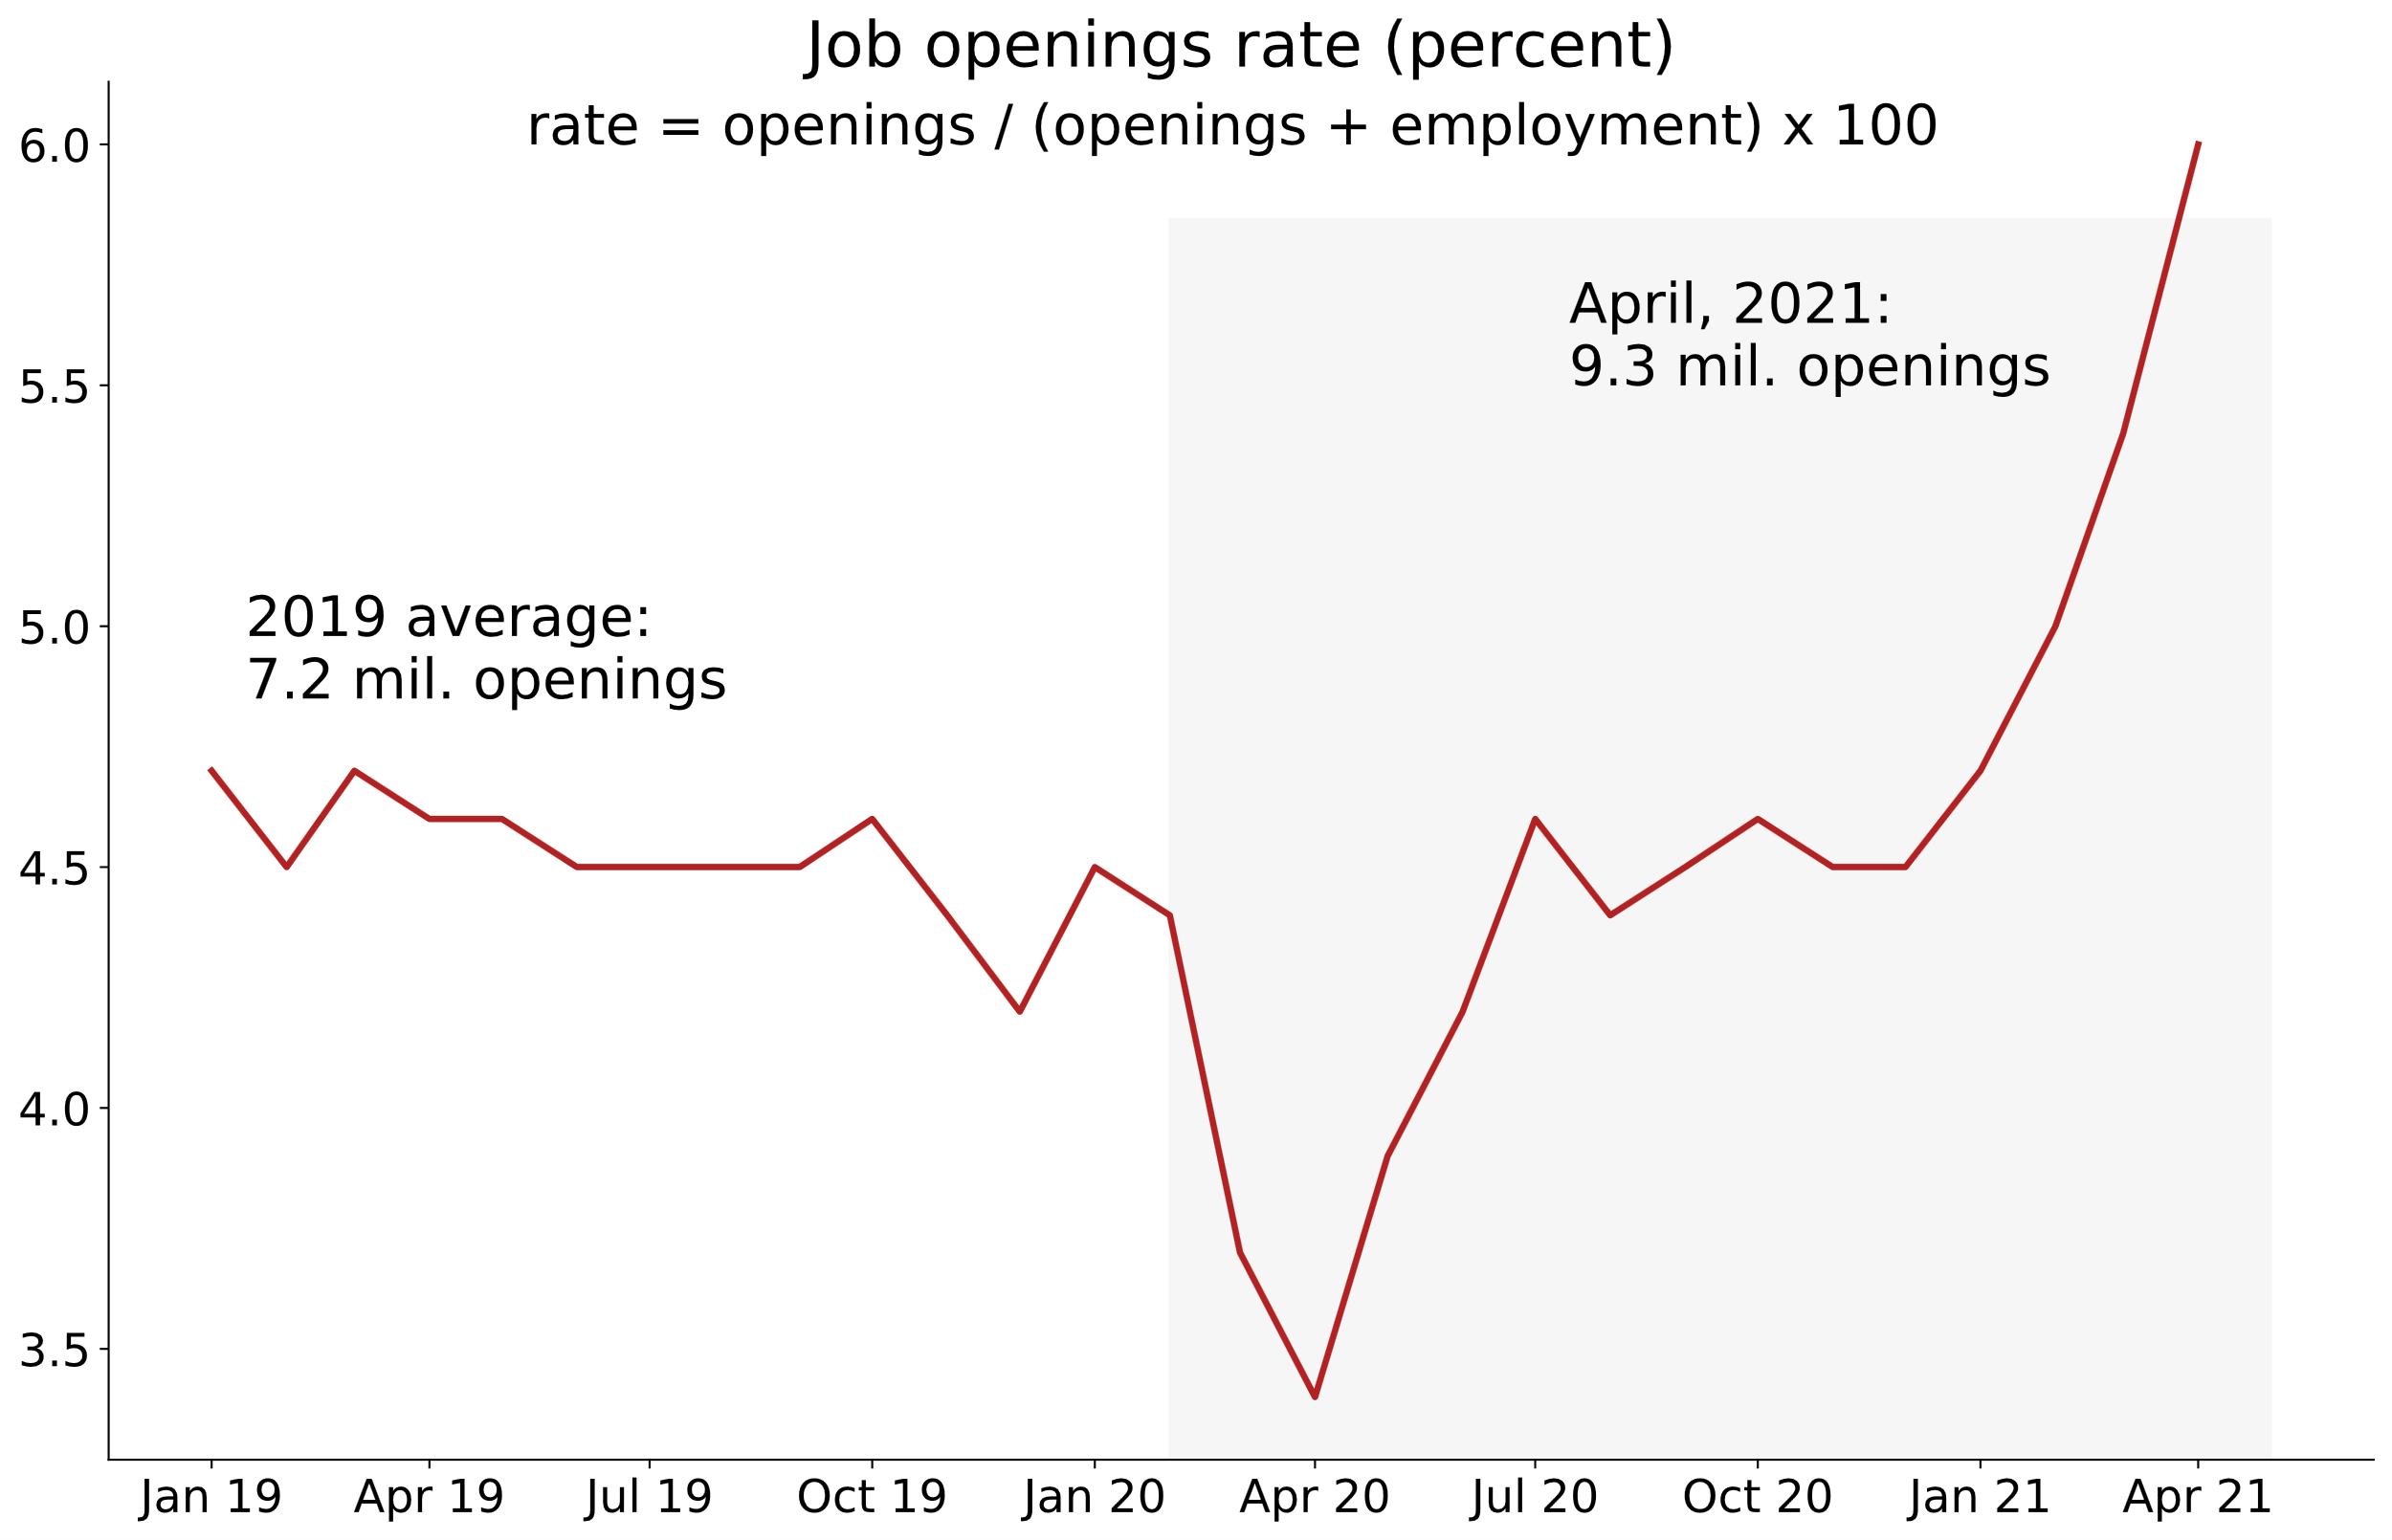 Job openings rate (percent)
rate = openings / (openings + employment) x 100
6.0
5.5
5.0
4.5
4.0
3.5
April, 2021:
9.3 mil. openings
2019 average:
7.2 mil. openings
Jan 19
Apr 19
Jul 19
Oct 19
Jan 20
Apr 20
Jul 20
Oct 20
Jan 21
Apr 21